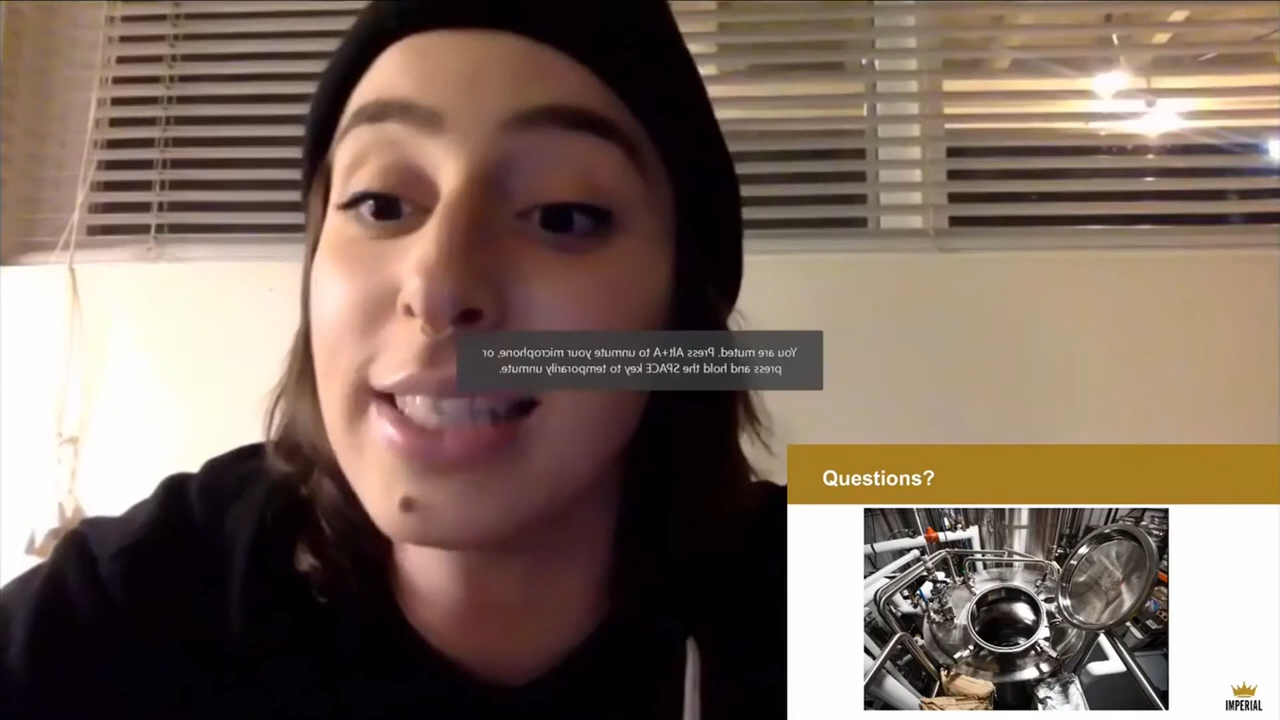 You are muted. Press Alt+A to unmute your microphone, or
press and hold the SPACE key to temporarily unmute.
Questions?
IMPERIAL